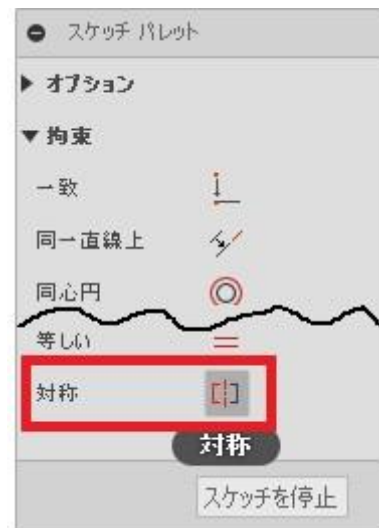 スケッチ パレット
オプション
拘束
一致
同一直線上
同心円
等しい
対称
対称
スケッチを停止